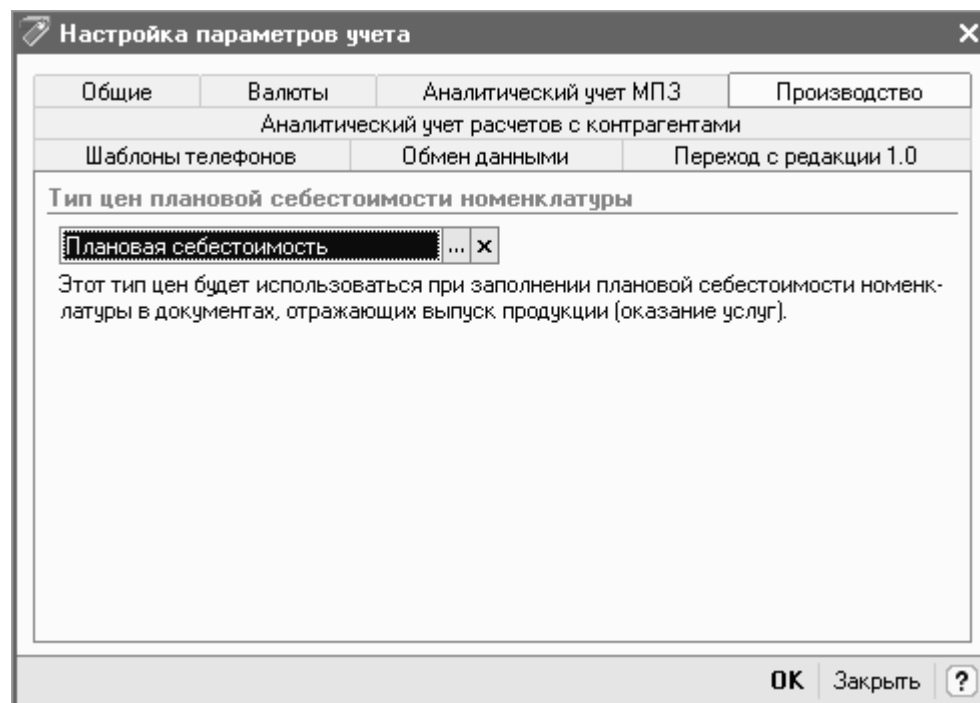 Настройка параметров учета
Общие Валюты Аналитический учет МПЗ Производство
Аналитический учет расчетов с контрагентами
Шаблоны телефонов Обмен данными Переход с редакции 1.0
Тип цен плановой себестоимости номенклатуры
Плановая себестоимость ... x
Этот тип цен будет использоваться при заполнении плановой себестоимости номенк-
латуры в документах, отражающих выпуск продукции (оказание услуг).
OK Закрыть ?